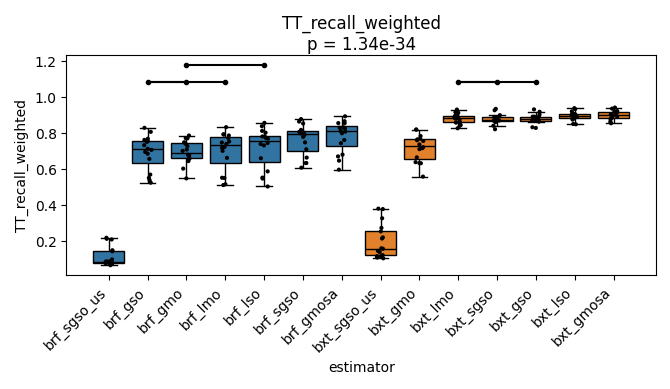 TT_recall_weighted
p = 1.34e-34
TT_recall_weighted
1.2
1.0
0.8
0.6
0.4
0.2
brf_sgso_us
brf_gso
brf_gmo
brf_lmo
brf_lso
brf_sgso
brf_gmosa
bxt_sgso_us
bxt_gmo
bxt_lmo
bxt_sgso
bxt_gso
bxt_lso
bxt_gmosa
estimator